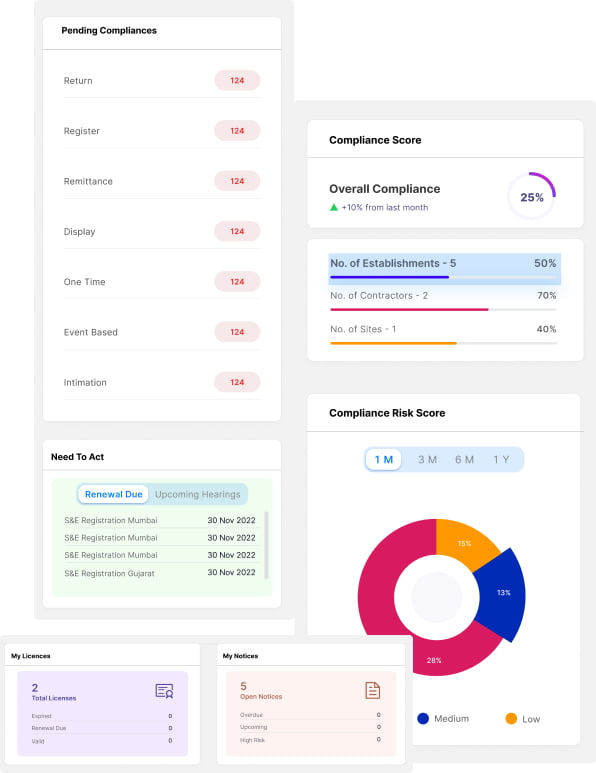 Pending Compliances
Return 124
Register 124
Remittance 124
Display 124
One Time 124
Event Based 124
Intimation 124
Need To Act
Renewal Due Upcoming Hearings
S&E Registration Mumbai 30 Nov 2022
S&E Registration Mumbai 30 Nov 2022
S&E Registration Mumbai 30 Nov 2022
S&E Registration Gujarat 30 Nov 2022
Compliance Score
Overall Compliance
+10% from last month
25%
No. of Establishments - 5 50%
No. of Contractors - 2 70%
No. of Sites - 1 40%
Compliance Risk Score
1 M 3 M 6 M 1 Y
15%
13%
28%
Medium Low
My Licences
2
Total Licenses
Expired 0
Renewal Due 0
Valid 0
My Notices
5
Open Notices
Overdue 0
Upcoming 0
High Risk 0